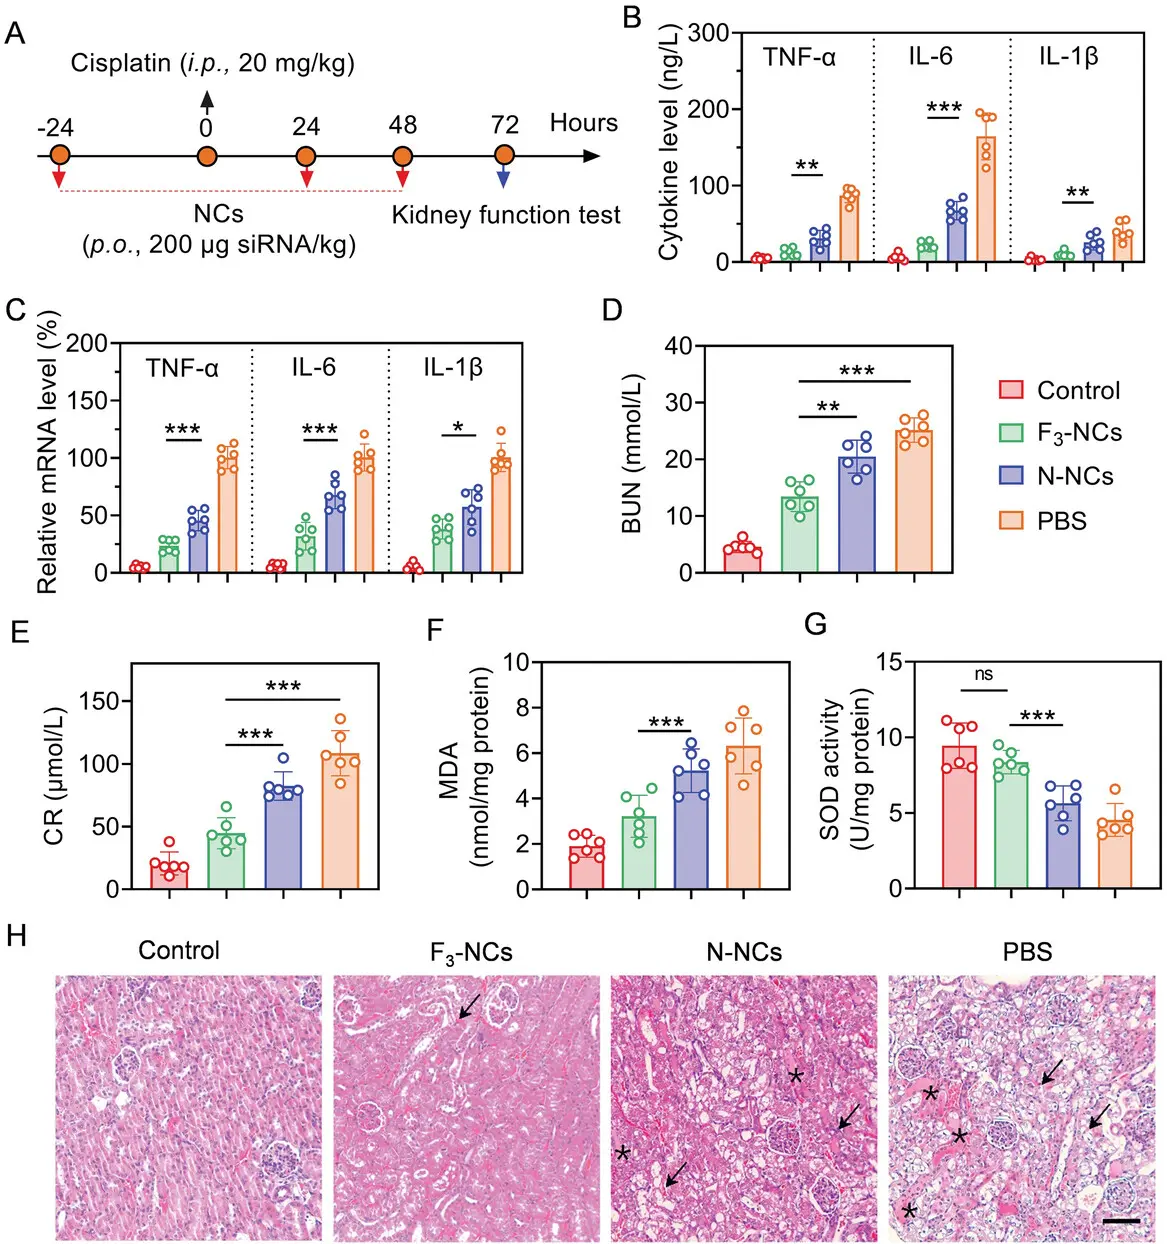 A
Cisplatin (i.p., 20 mg/kg)
-24 0 24 48 72 Hours
NCs
(p.o., 200 μg siRNA/kg)
Kidney function test
B
Cytokine level (ng/L)
300
200
100
0
TNF-α IL-6 IL-1β
** *** **
C
Relative mRNA level (%)
200
150
100
50
0
TNF-α IL-6 IL-1β
*** *** *
D
BUN (mmol/L)
40
30
20
10
0
***
**
Control
F3-NCs
N-NCs
PBS
E
CR (μmol/L)
150
100
50
0
***
***
F
MDA
(nmol/mg protein)
10
8
6
4
2
0
***
G
SOD activity
(U/mg protein)
15
10
5
0
ns
***
H
Control F3-NCs N-NCs PBS
* *
* * *